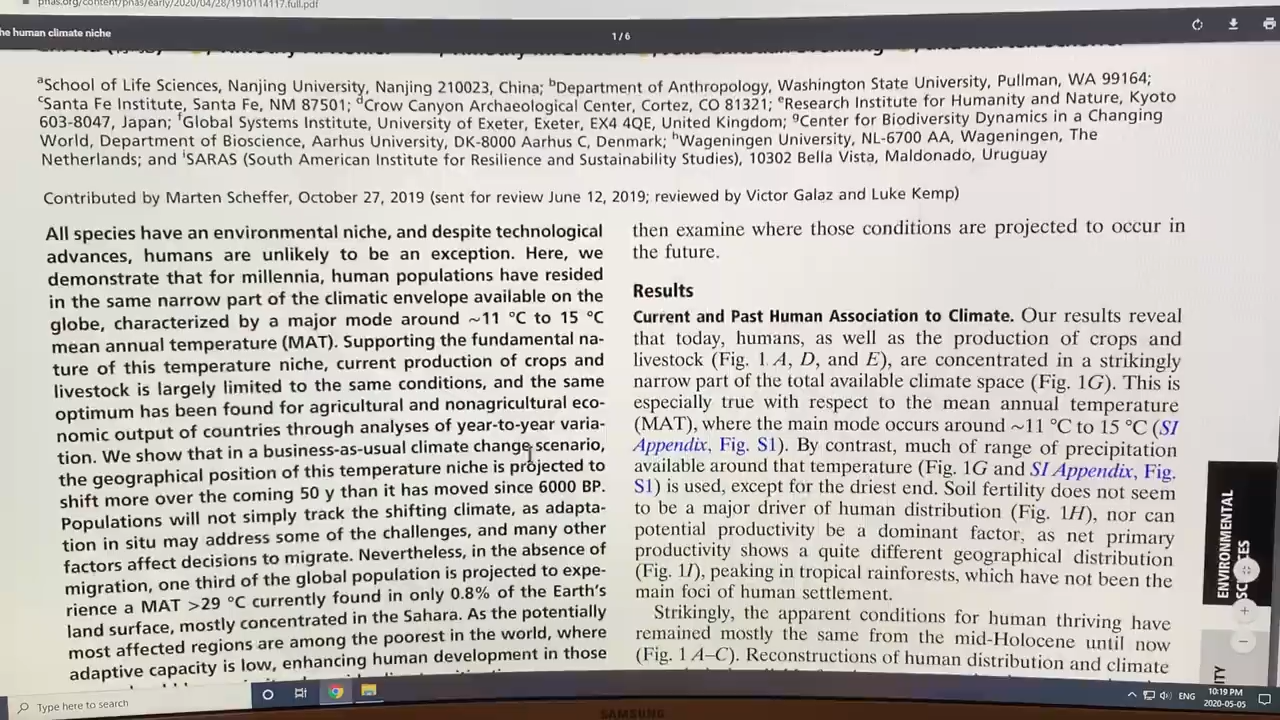 pnas.org/content/pnas/early/2020/04/28/1910114117.full.pdf
he human climate niche
1 / 6
aSchool of Life Sciences, Nanjing University, Nanjing 210023, China; bDepartment of Anthropology, Washington State University, Pullman, WA 99164;
cSanta Fe Institute, Santa Fe, NM 87501; dCrow Canyon Archaeological Center, Cortez, CO 81321; eResearch Institute for Humanity and Nature, Kyoto
603-8047, Japan; fGlobal Systems Institute, University of Exeter, Exeter, EX4 4QE, United Kingdom; gCenter for Biodiversity Dynamics in a Changing
World, Department of Bioscience, Aarhus University, DK-8000 Aarhus C, Denmark; hWageningen University, NL-6700 AA, Wageningen, The
Netherlands; and iSARAS (South American Institute for Resilience and Sustainability Studies), 10302 Bella Vista, Maldonado, Uruguay
Contributed by Marten Scheffer, October 27, 2019 (sent for review June 12, 2019; reviewed by Victor Galaz and Luke Kemp)
All species have an environmental niche, and despite technological
advances, humans are unlikely to be an exception. Here, we
demonstrate that for millennia, human populations have resided
in the same narrow part of the climatic envelope available on the
globe, characterized by a major mode around ~11 °C to 15 °C
mean annual temperature (MAT). Supporting the fundamental na-
ture of this temperature niche, current production of crops and
livestock is largely limited to the same conditions, and the same
optimum has been found for agricultural and nonagricultural eco-
nomic output of countries through analyses of year-to-year varia-
tion. We show that in a business-as-usual climate change scenario,
the geographical position of this temperature niche is projected to
shift more over the coming 50 y than it has moved since 6000 BP.
Populations will not simply track the shifting climate, as adapta-
tion in situ may address some of the challenges, and many other
factors affect decisions to migrate. Nevertheless, in the absence of
migration, one third of the global population is projected to expe-
rience a MAT >29 °C currently found in only 0.8% of the Earth's
land surface, mostly concentrated in the Sahara. As the potentially
most affected regions are among the poorest in the world, where
adaptive capacity is low, enhancing human development in those
then examine where those conditions are projected to occur in
the future.
Results
Current and Past Human Association to Climate. Our results reveal
that today, humans, as well as the production of crops and
livestock (Fig. 1 A, D, and E), are concentrated in a strikingly
narrow part of the total available climate space (Fig. 1G). This is
especially true with respect to the mean annual temperature
(MAT), where the main mode occurs around ~11 °C to 15 °C (SI
Appendix, Fig. S1). By contrast, much of range of precipitation
available around that temperature (Fig. 1G and SI Appendix, Fig.
S1) is used, except for the driest end. Soil fertility does not seem
to be a major driver of human distribution (Fig. 1H), nor can
potential productivity be a dominant factor, as net primary
productivity shows a quite different geographical distribution
(Fig. 1I), peaking in tropical rainforests, which have not been the
main foci of human settlement.
Strikingly, the apparent conditions for human thriving have
remained mostly the same from the mid-Holocene until now
(Fig. 1 A–C). Reconstructions of human distribution and climate
ENVIRONMENTAL
Type here to search
ENG
10:19 PM
2020-05-05
SAMSUNG